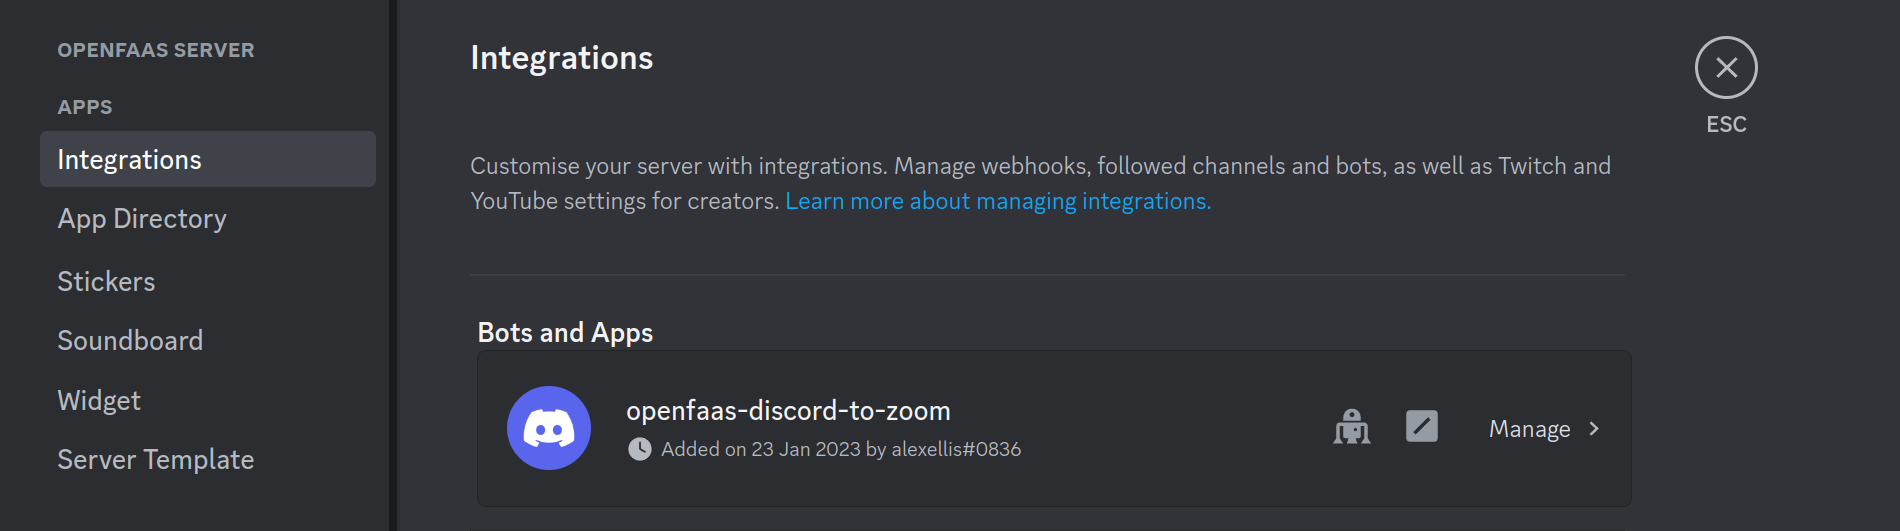 OPENFAAS SERVER
APPS
Integrations
App Directory
Stickers
Soundboard
Widget
Server Template
Integrations
ESC
Customise your server with integrations. Manage webhooks, followed channels and bots, as well as Twitch and
YouTube settings for creators. Learn more about managing integrations.
Bots and Apps
openfaas-discord-to-zoom
Added on 23 Jan 2023 by alexellis#0836
Manage